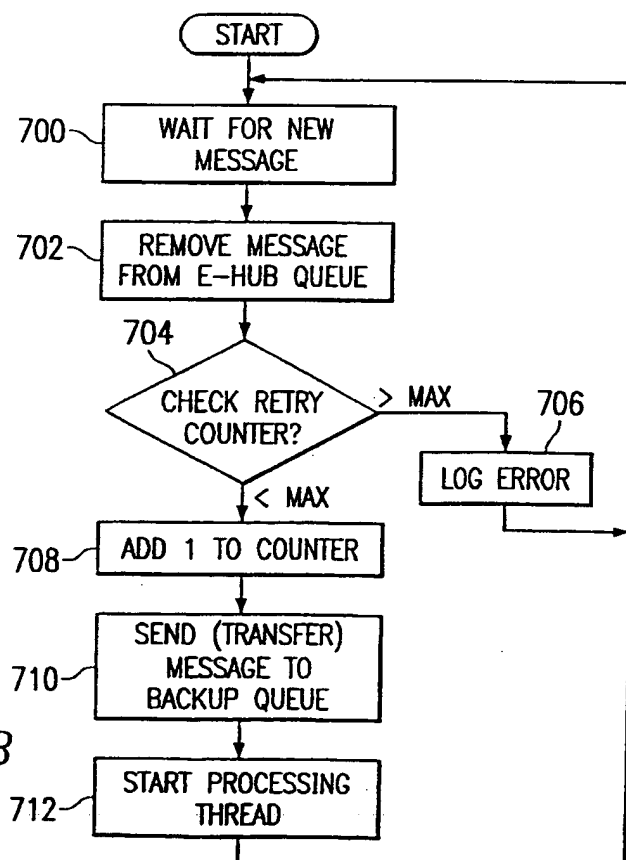 START
700
WAIT FOR NEW
MESSAGE
702
REMOVE MESSAGE
FROM E-HUB QUEUE
704
CHECK RETRY
COUNTER?
> MAX
706
LOG ERROR
< MAX
708
ADD 1 TO COUNTER
710
SEND (TRANSFER)
MESSAGE TO
BACKUP QUEUE
712
START PROCESSING
THREAD